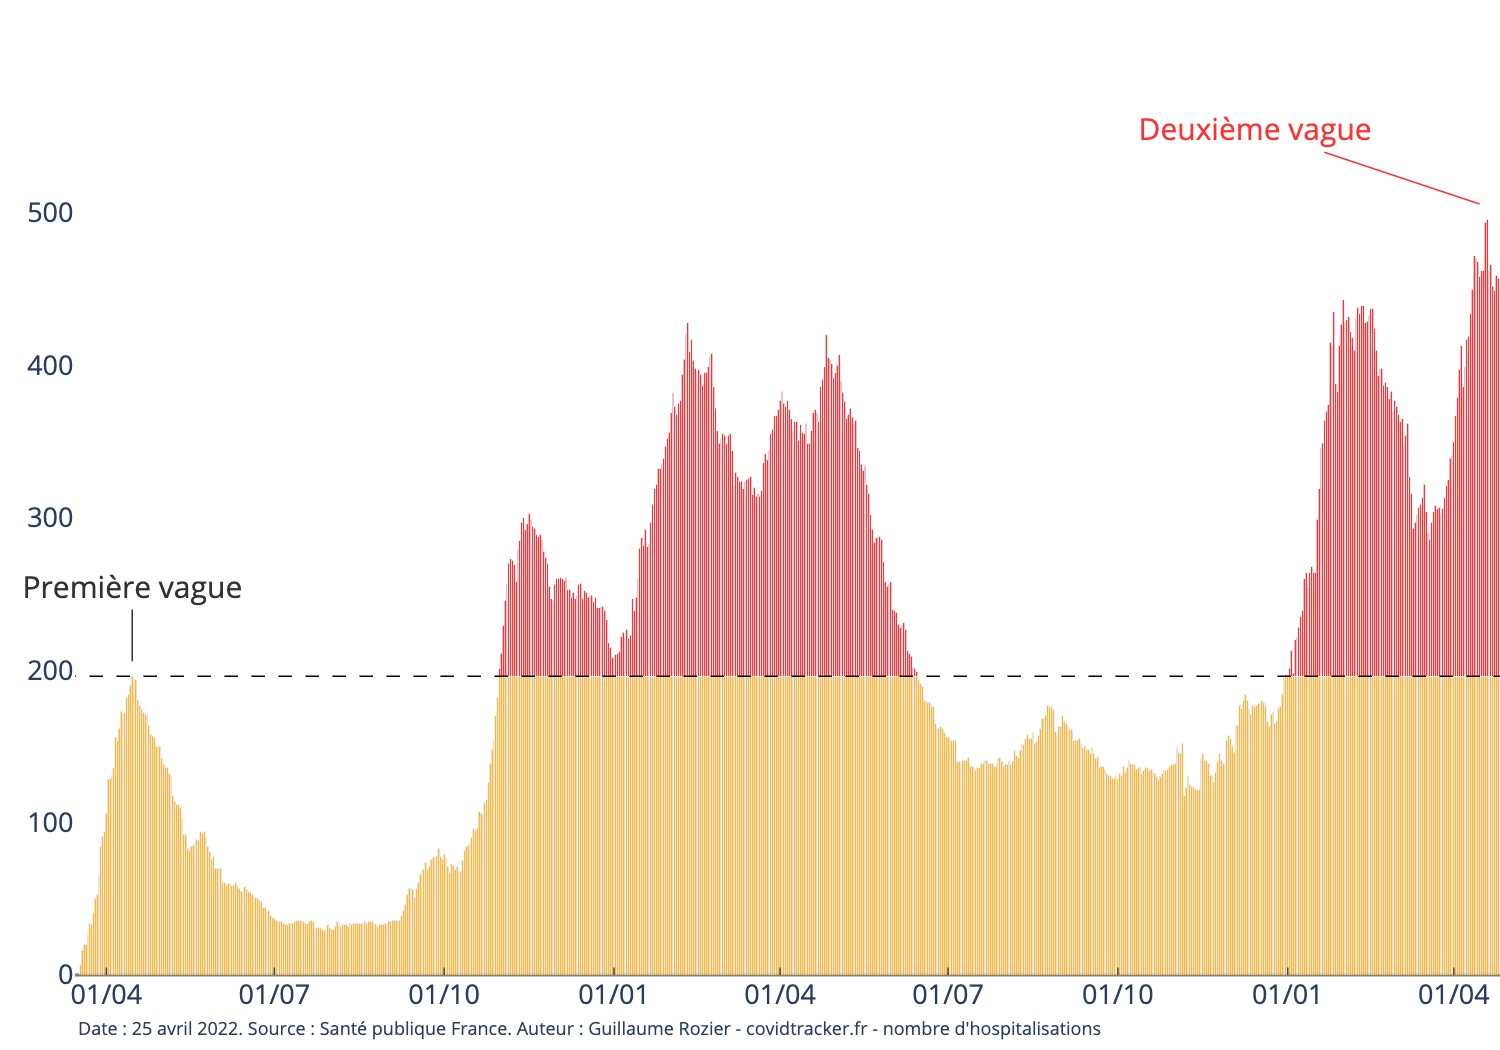 Deuxième vague
500
400
300
Première vague
200
100
0
01/04 01/07 01/10 01/01 01/04 01/07 01/10 01/01 01/04
Date : 25 avril 2022. Source : Santé publique France. Auteur : Guillaume Rozier - covidtracker.fr - nombre d'hospitalisations